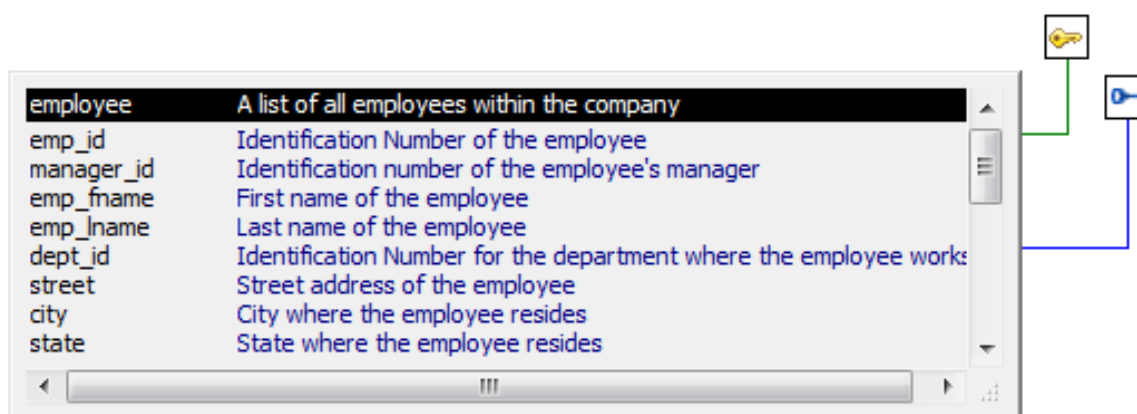 employee A list of all employees within the company
emp_id Identification Number of the employee
manager_id Identification number of the employee's manager
emp_fname First name of the employee
emp_lname Last name of the employee
dept_id Identification Number for the department where the employee works
street Street address of the employee
city City where the employee resides
state State where the employee resides